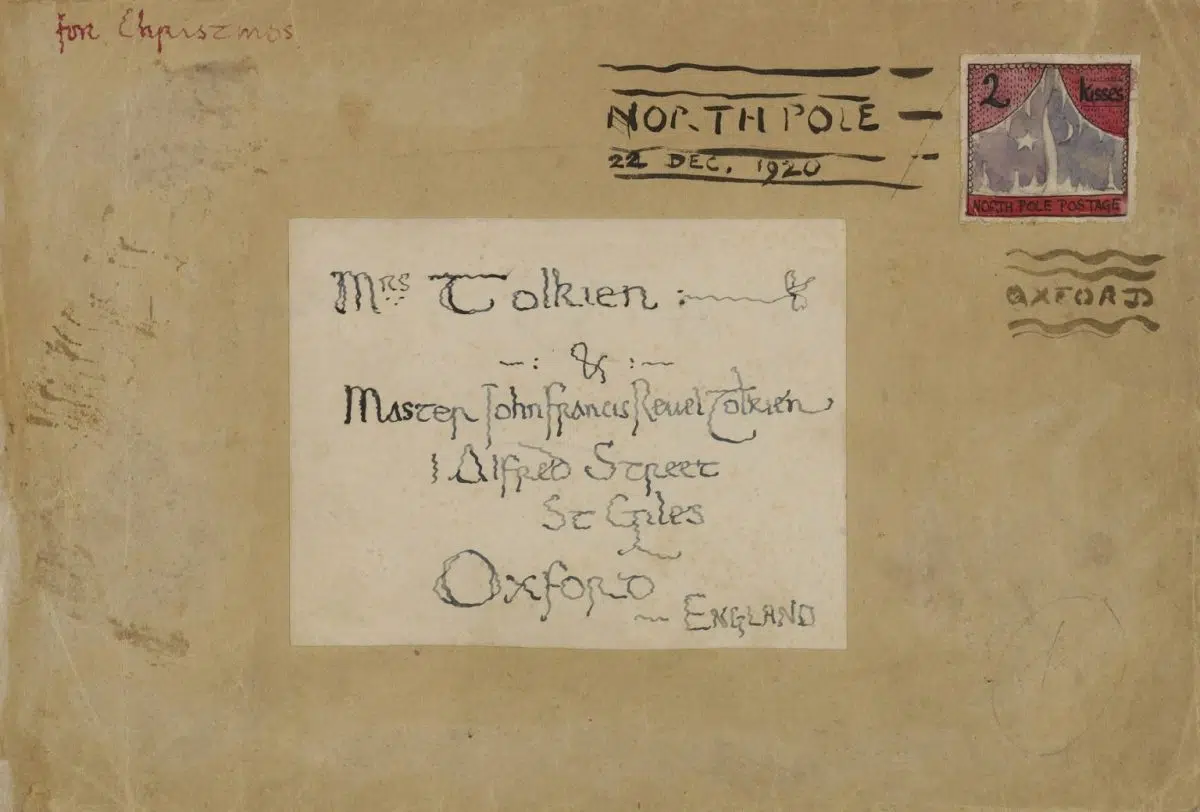 for Christmas
NORTH POLE
22 DEC. 1920
2 kisses
NORTH POLE POSTAGE
OXFORD
Mrs Tolkien :
— : & : —
Master John Francis Reuel Tolkien,
1 Alfred Street
St Giles
Oxford
~ ENGLAND